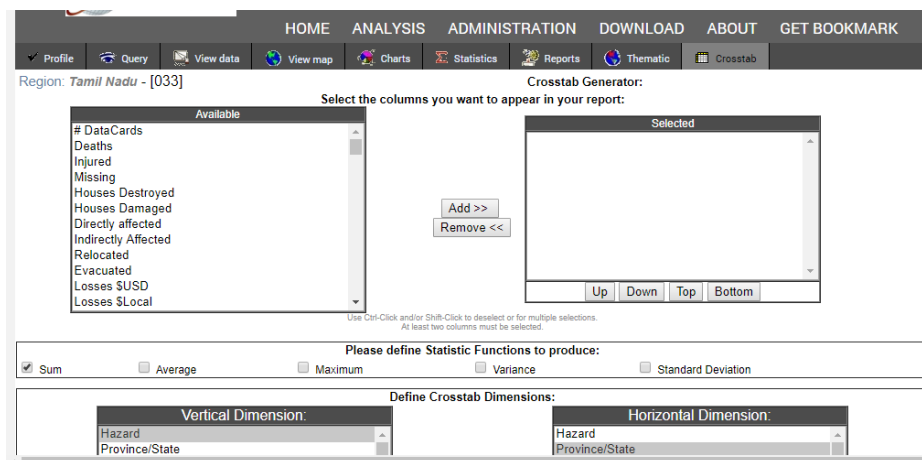 HOME ANALYSIS ADMINISTRATION DOWNLOAD ABOUT GET BOOKMARK
Profile Query View data View map Charts Statistics Reports Thematic Crosstab
Region: Tamil Nadu - [033] Crosstab Generator:
Select the columns you want to appear in your report:
Available
# DataCards
Deaths
Injured
Missing
Houses Destroyed
Houses Damaged
Directly affected
Indirectly Affected
Relocated
Evacuated
Losses $USD
Losses $Local
Add >>
Remove <<
Selected
Up Down Top Bottom
Use Ctrl-Click and/or Shift-Click to deselect or for multiple selections.
At least two columns must be selected.
Please define Statistic Functions to produce:
Sum Average Maximum Variance Standard Deviation
Define Crosstab Dimensions:
Vertical Dimension: Horizontal Dimension:
Hazard Hazard
Province/State Province/State